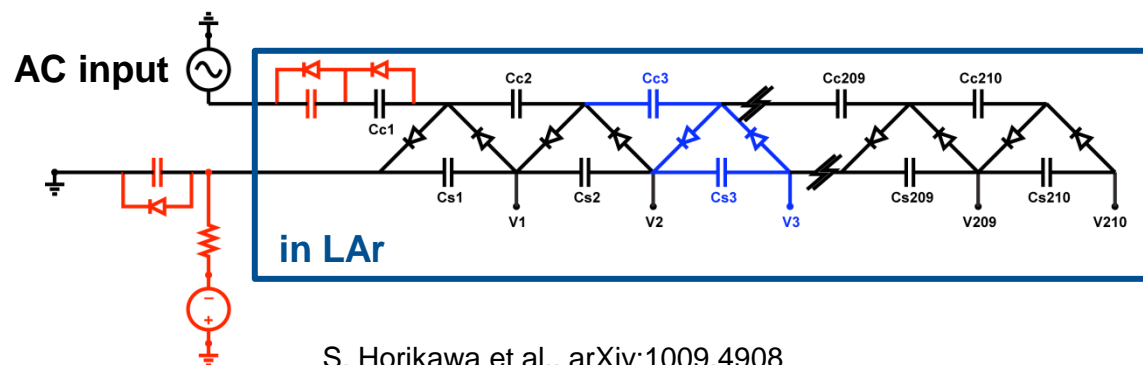 AC input
Cc2 Cc3 Cc209 Cc210
Cc1
Cs1 Cs2 Cs3 Cs209 Cs210
V1 V2 V3 V209 V210
in LAr
− 
+
S. Horikawa et al., arXiv:1009.4908